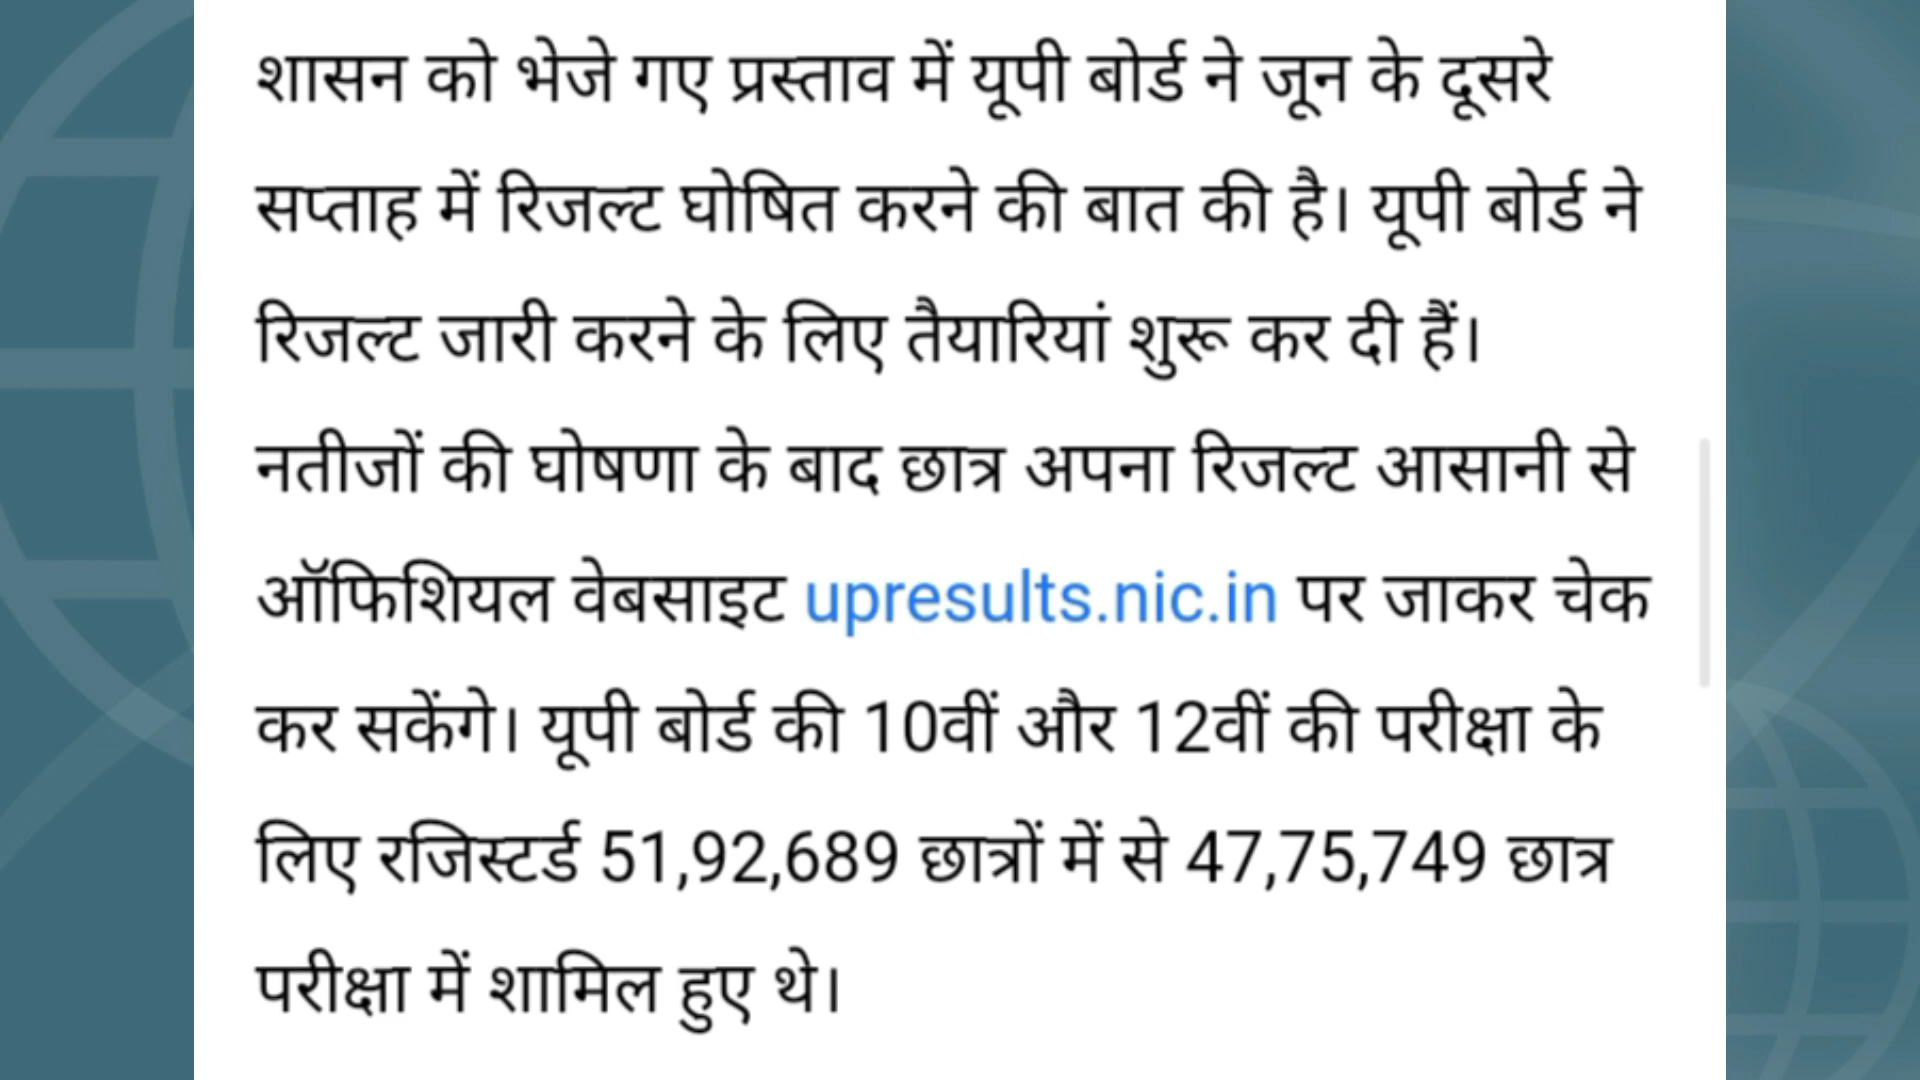 शासन को भेजे गए प्रस्ताव में यूपी बोर्ड ने जून के दूसरे
सप्ताह में रिजल्ट घोषित करने की बात की है। यूपी बोर्ड ने
रिजल्ट जारी करने के लिए तैयारियां शुरू कर दी हैं।
नतीजों की घोषणा के बाद छात्र अपना रिजल्ट आसानी से
ऑफिशियल वेबसाइट upresults.nic.in पर जाकर चेक
कर सकेंगे। यूपी बोर्ड की 10वीं और 12वीं की परीक्षा के
लिए रजिस्टर्ड 51,92,689 छात्रों में से 47,75,749 छात्र
परीक्षा में शामिल हुए थे।